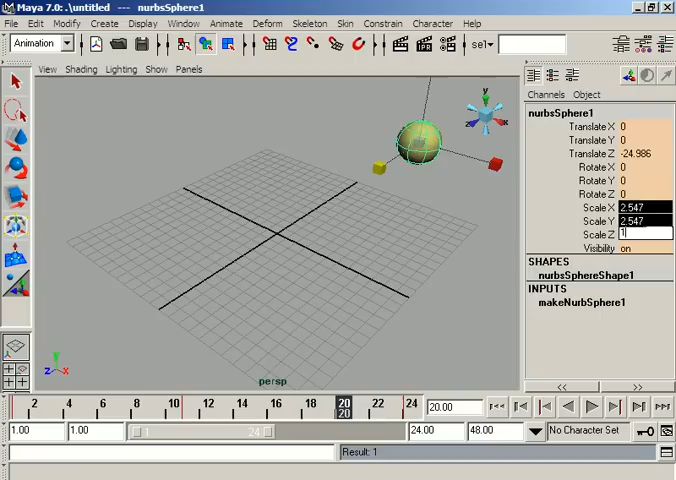 Maya 7.0: .\untitled --- nurbsSphere1
File Edit Modify Create Display Window Animate Deform Skeleton Skin Constrain Character
Animation
IPR
sel
View Shading Lighting Show Panels
Channels Object
nurbsSphere1
Translate X 0
Translate Y 0
Translate Z -24.986
Rotate X 0
Rotate Y 0
Rotate Z 0
Scale X 2.547
Scale Y 2.547
Scale Z 1
Visibility on
SHAPES
nurbsSphereShape1
INPUTS
makeNurbSphere1
y
x
z
y
z x
persp
<< >>
2 4 6 8 10 12 14 16 18 20 22 24
20
20.00
1.00 1.00 1 24 24.00 48.00 No Character Set
Result: 1